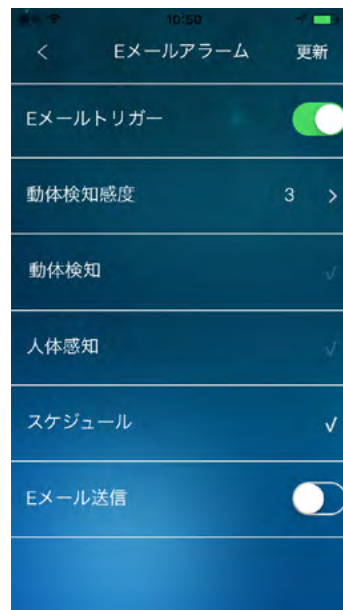 10:50
< Eメールアラーム 更新
Eメールトリガー
動体検知感度 3 >
動体検知 √
人体感知 √
スケジュール √
Eメール送信